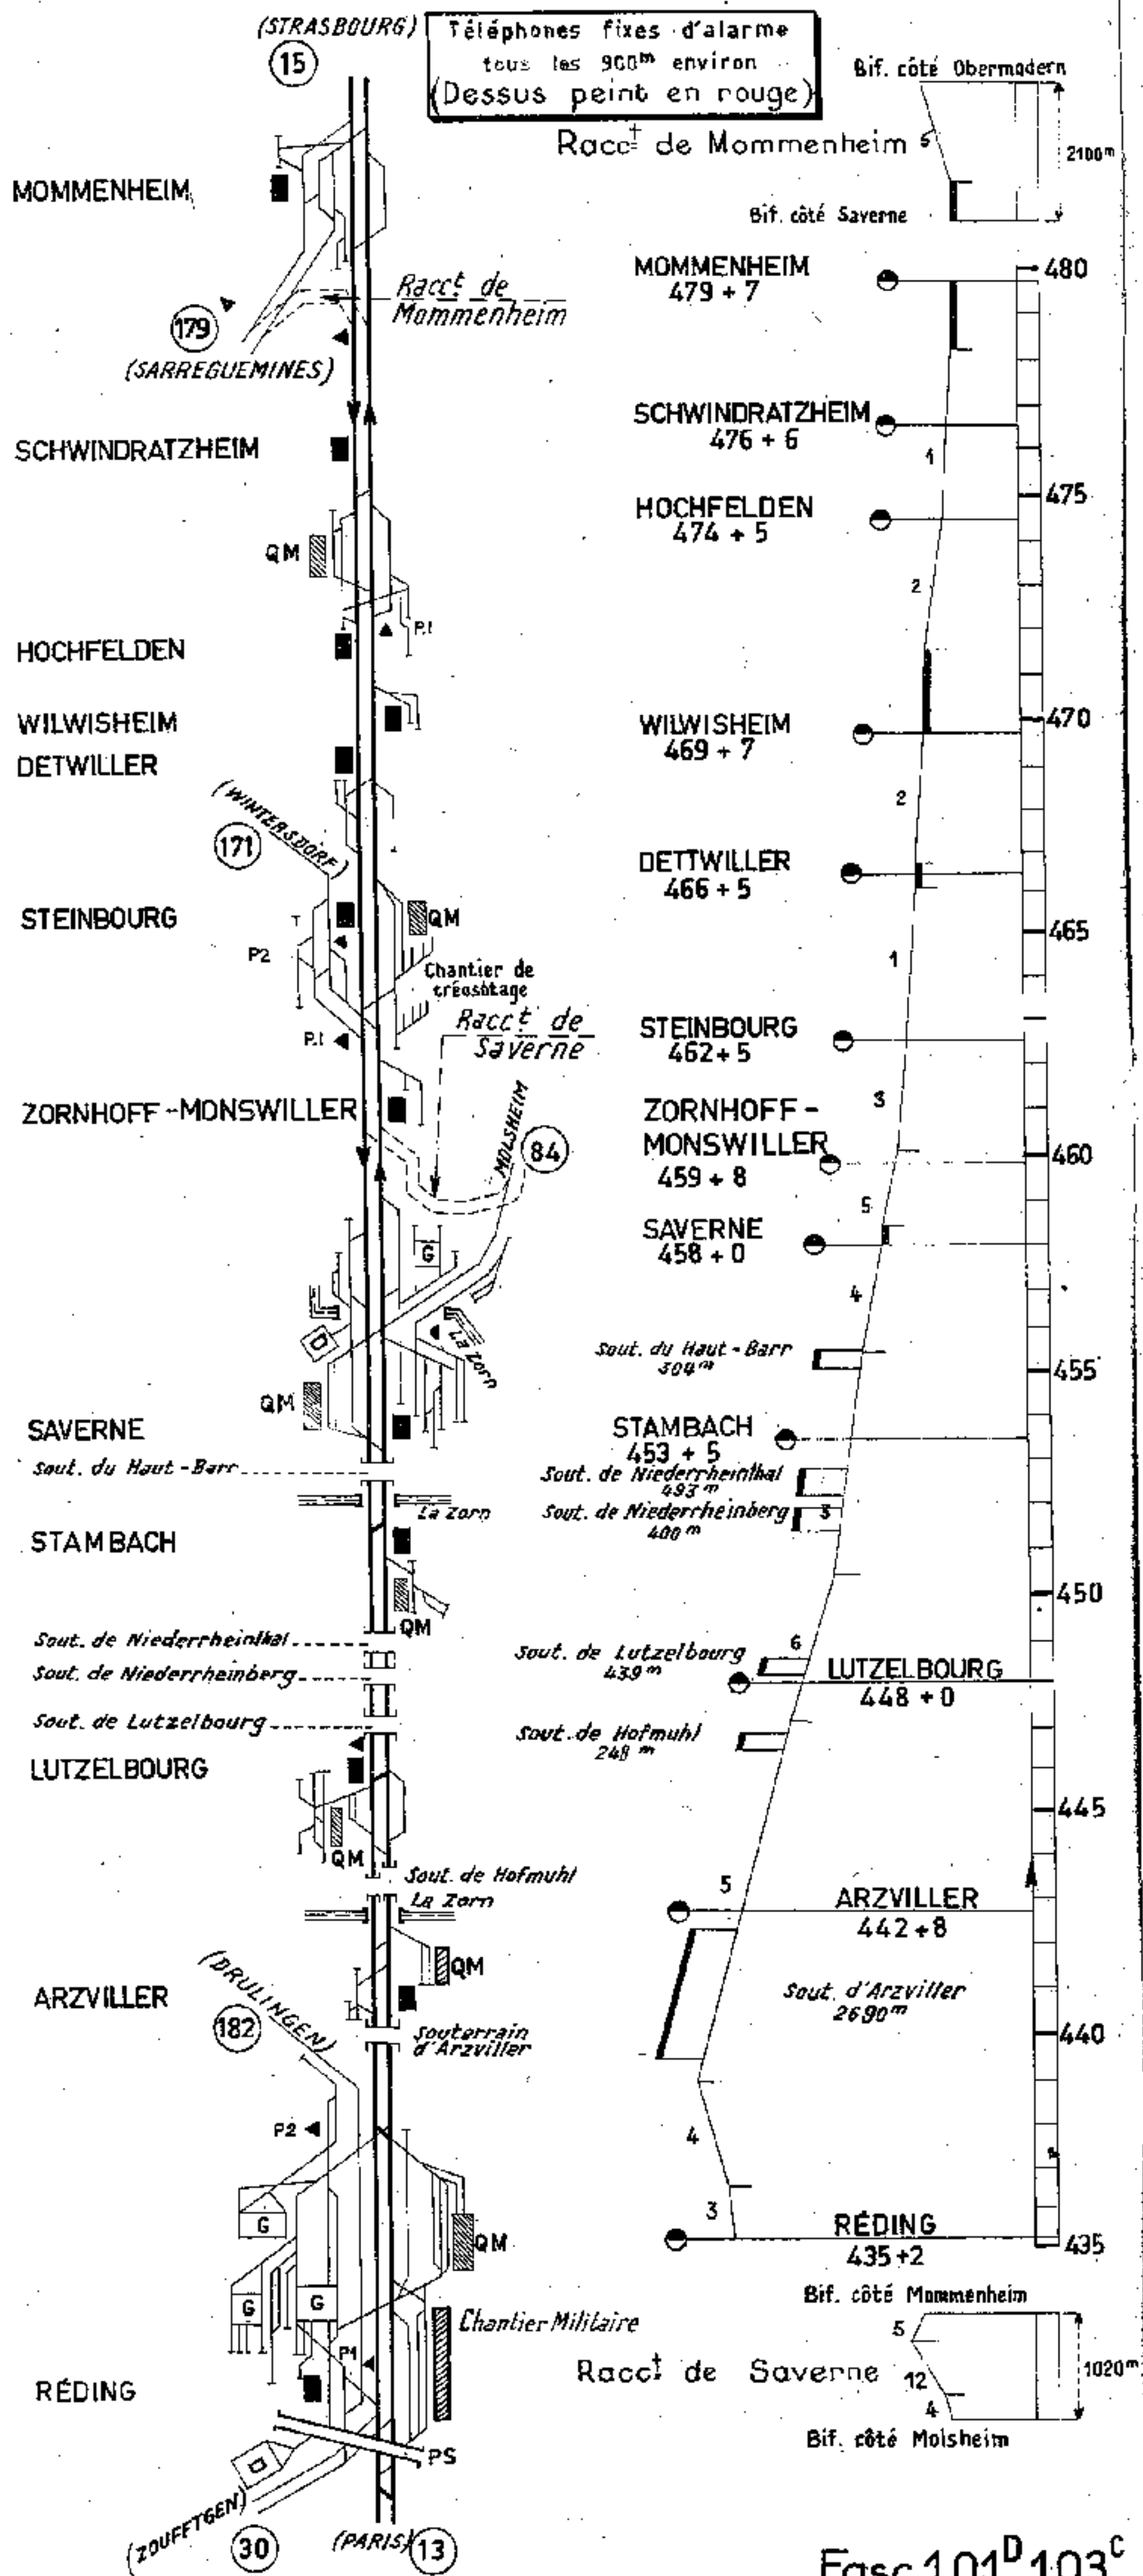 (STRASBOURG)
15
Téléphones fixes d'alarme
tous les 900m environ
(Dessus peint en rouge)
MOMMENHEIM
Racct de
Mommenheim
179
(SARREGUEMINES)
SCHWINDRATZHEIM
QM
P.1
HOCHFELDEN
WILWISHEIM
DETWILLER
(WINTERSDORF)
171
STEINBOURG
QM
P2
Chantier de
créosotage
P.1
Racct de
Saverne
ZORNHOFF-MONSWILLER
MOLSHEIM
84
G
D
La Zorn
QM
SAVERNE
Sout. du Haut-Barr
La Zorn
STAMBACH
QM
Sout. de Niederrheinthal
Sout. de Niederrheinberg
Sout. de Lutzelbourg
LUTZELBOURG
QM
Sout. de Hofmuhl
La Zorn
QM
ARZVILLER
(DRULINGEN)
182
Souterrain
d'Arzviller
P2
G
QM
G
G
Chantier Militaire
P1
RÉDING
PS
D
(ZOUFFTGEN)
30
(PARIS)
13
Bif. côté Obermodern
Racct de Mommenheim
5
2100m
Bif. côté Saverne
MOMMENHEIM
479 + 7
480
SCHWINDRATZHEIM
476 + 6
1
475
HOCHFELDEN
474 + 5
2
470
WILWISHEIM
469 + 7
2
DETTWILLER
466 + 5
465
1
STEINBOURG
462+5
3
ZORNHOFF-
MONSWILLER
459 + 8
460
5
SAVERNE
458 + 0
4
Sout. du Haut-Barr
304m
455
STAMBACH
453 + 5
Sout. de Niederrheinthal
493m
Sout. de Niederrheinberg
400m
3
450
Sout. de Lutzelbourg
439m
6
LUTZELBOURG
448 + 0
Sout. de Hofmuhl
248m
445
5
ARZVILLER
442+8
Sout. d'Arzviller
2690m
440
4
3
RÉDING
435+2
435
Bif. côté Mommenheim
5
Racct de Saverne
12
1020m
4
Bif. côté Molsheim
Fasc 101D 103C